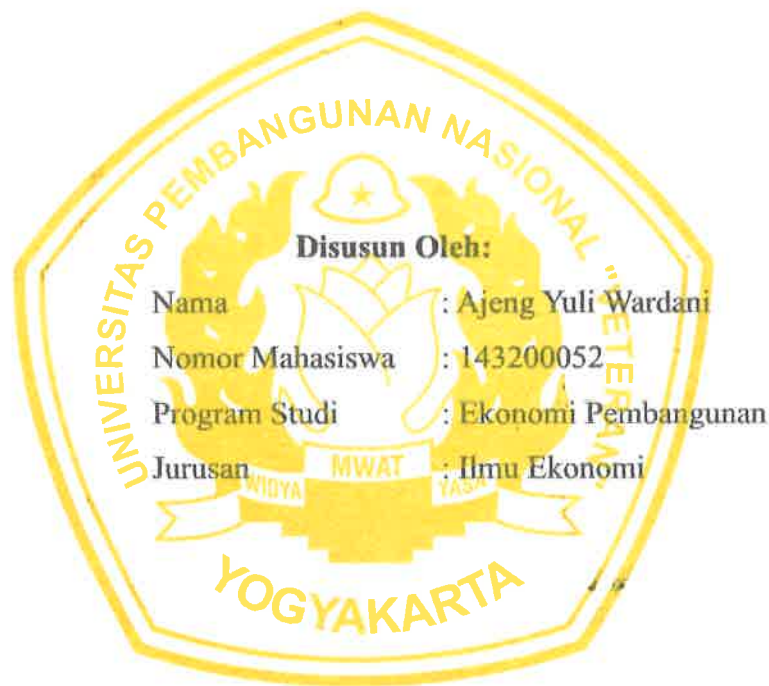 UNIVERSITAS PEMBANGUNAN NASIONAL "VETERAN"
Disusun Oleh:
Nama : Ajeng Yuli Wardani
Nomor Mahasiswa : 143200052
Program Studi : Ekonomi Pembangunan
Jurusan : Ilmu Ekonomi
WIDYA MWAT YASA
YOGYAKARTA